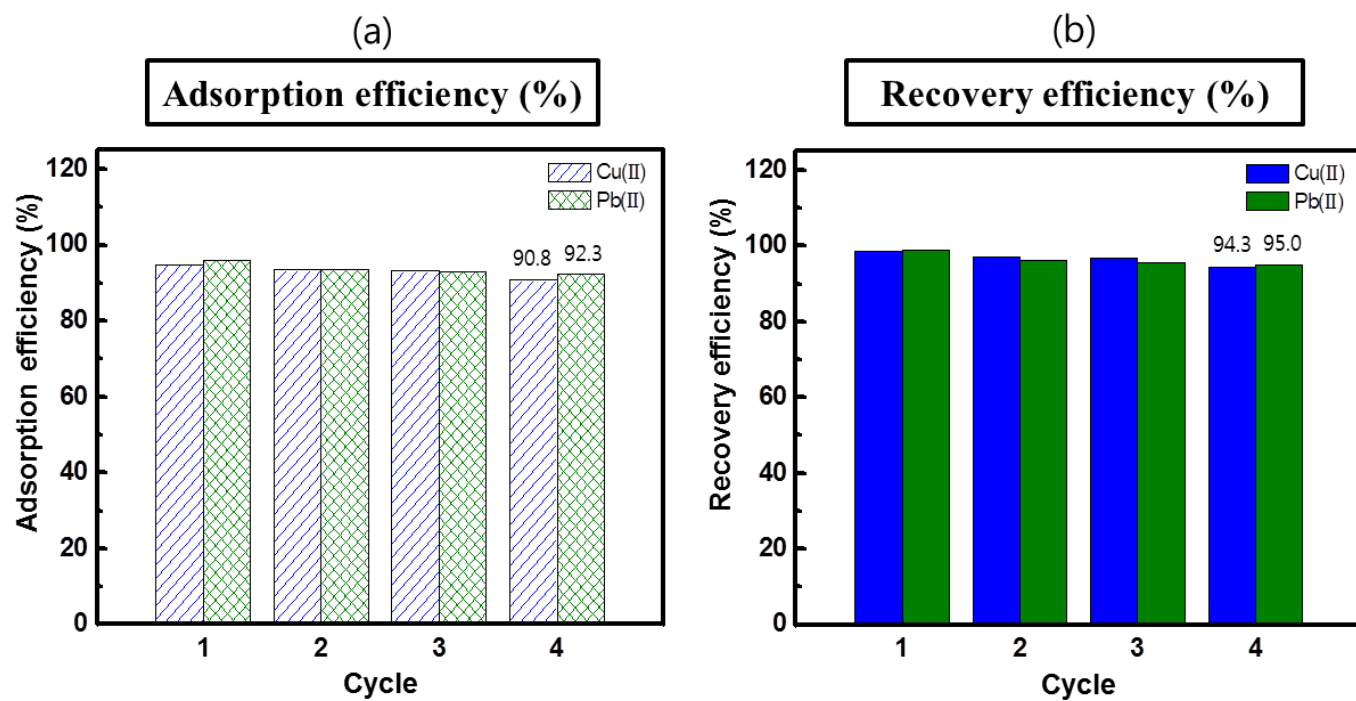 (a)
Adsorption efficiency (%)
Adsorption efficiency (%)
120
100
80
60
40
20
0
Cu(II)
Pb(II)
90.8
92.3
1 2 3 4
Cycle
(b)
Recovery efficiency (%)
Recovery efficiency (%)
120
100
80
60
40
20
0
Cu(II)
Pb(II)
94.3
95.0
1 2 3 4
Cycle